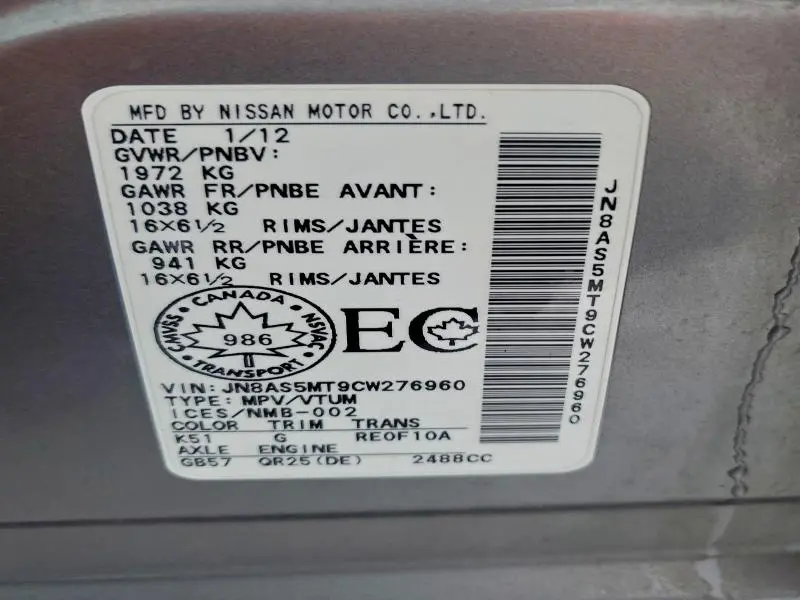 MFD BY NISSAN MOTOR CO.,LTD.
DATE 1/12
GVWR/PNBV:
1972 KG
GAWR FR/PNBE AVANT:
1038 KG
16X6½ RIMS/JANTES
GAWR RR/PNBE ARRIÈRE:
941 KG
16X6½ RIMS/JANTES
CANADA
CMVSS
NSVAC
986
TRANSPORT
EC
VIN:JN8AS5MT9CW276960
TYPE:MPV/VTUM
ICES/NMB-002
COLOR TRIM TRANS
K51 G RE0F10A
AXLE ENGINE
GB57 QR25(DE) 2488CC
JN8AS5MT9CW276960